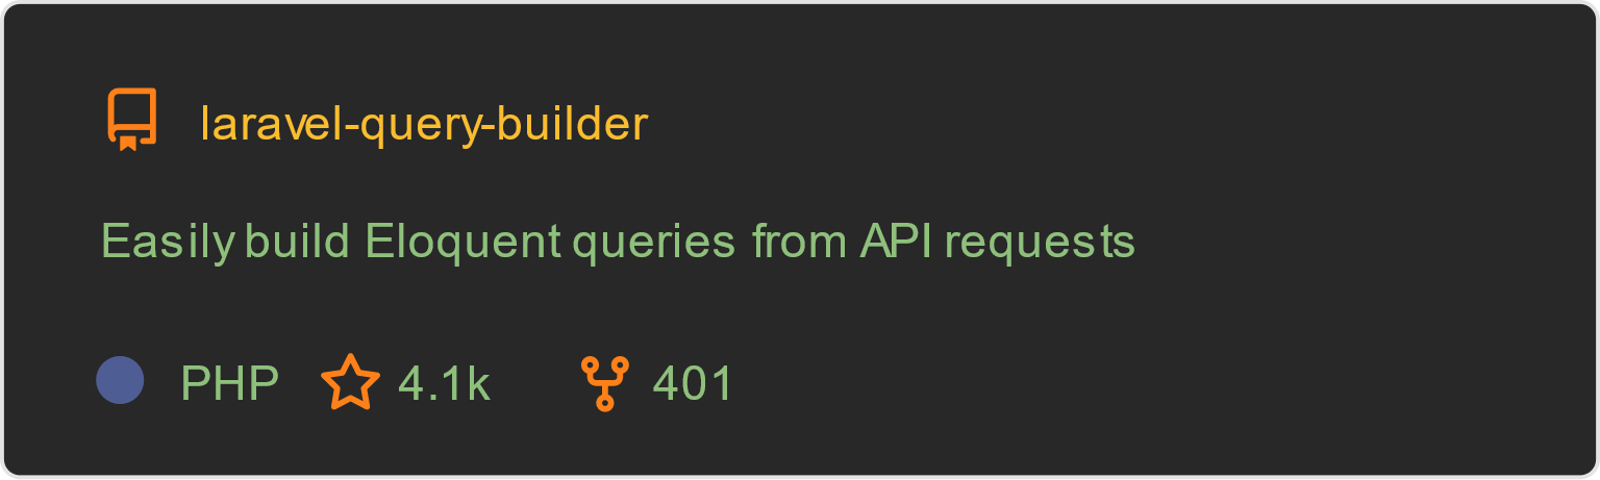 laravel-query-builder
Easily build Eloquent queries from API requests
PHP 4.1k 401